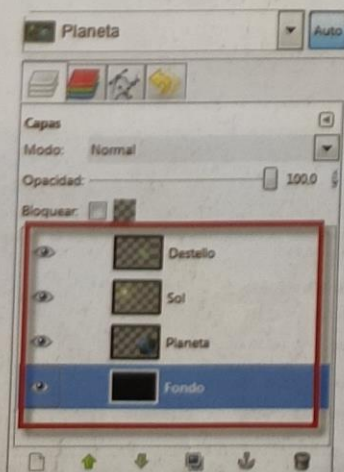 Planeta
Auto
Capas
Modo: Normal
Opacidad: 100,0
Bloquear:
Destello
Sol
Planeta
Fondo